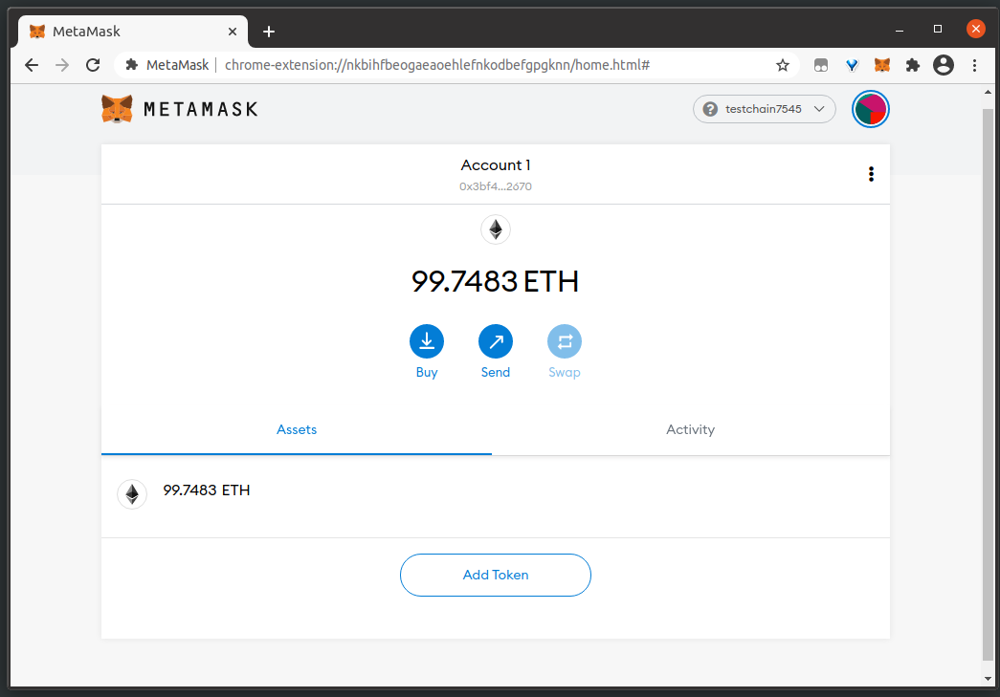 MetaMask
MetaMask | chrome-extension://nkbihfbeogaeaoehlefnkodbefgpgknn/home.html#
METAMASK
? testchain7545
Account 1
0x3bf4...2670
99.7483 ETH
Buy Send Swap
Assets Activity
99.7483 ETH
Add Token